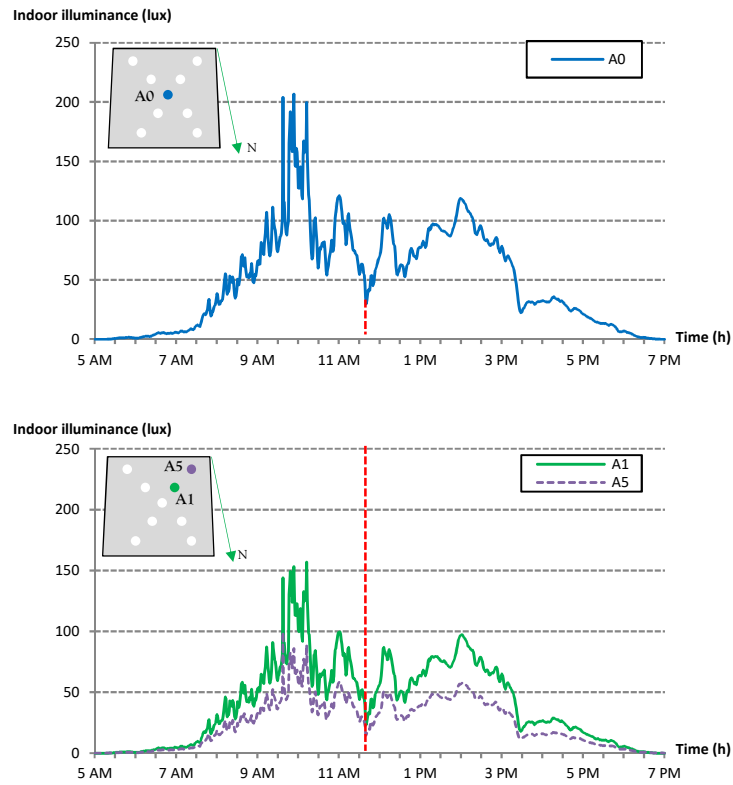 Indoor illuminance (lux)
250
A0
200
A0
150
N
100
50
0
Time (h)
5 AM 7 AM 9 AM 11 AM 1 PM 3 PM 5 PM 7 PM
Indoor illuminance (lux)
250
A5
A1
A5
200
A1
150
N
100
50
0
Time (h)
5 AM 7 AM 9 AM 11 AM 1 PM 3 PM 5 PM 7 PM